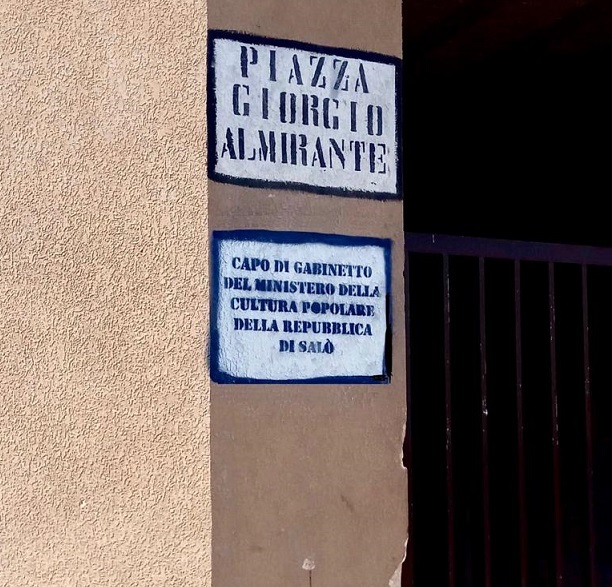 PIAZZA
GIORGIO
ALMIRANTE
CAPO DI GABINETTO
DEL MINISTERO DELLA
CULTURA POPOLARE
DELLA REPUBBLICA
DI SALÒ